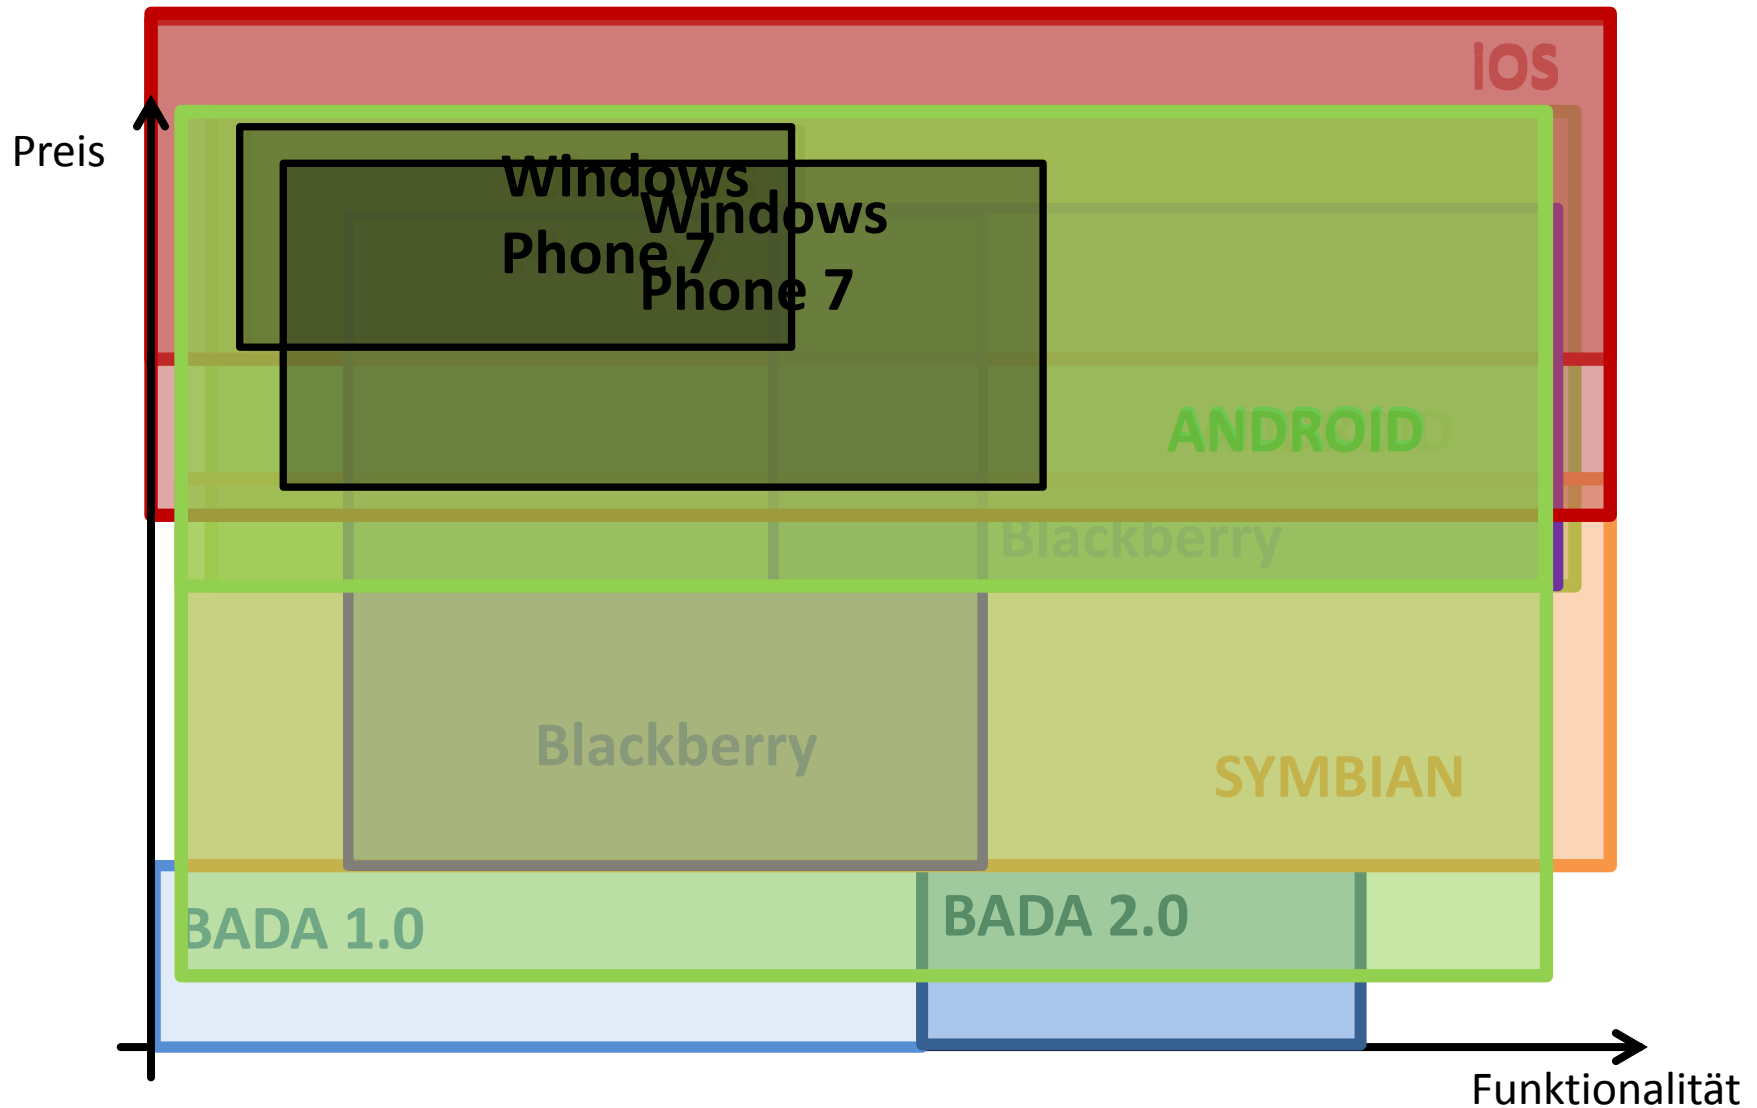 iOS
Preis
Windows
Phone 7
Windows
Phone 7
ANDROID
Blackberry
Blackberry
SYMBIAN
BADA 1.0
BADA 2.0
Funktionalität